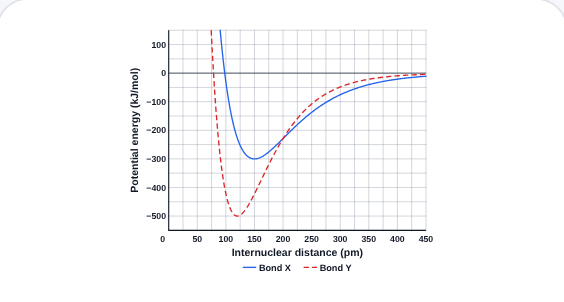 Potential energy (kJ/mol)
100
0
−100
−200
−300
−400
−500
0 50 100 150 200 250 300 350 400 450
Internuclear distance (pm)
Bond X Bond Y